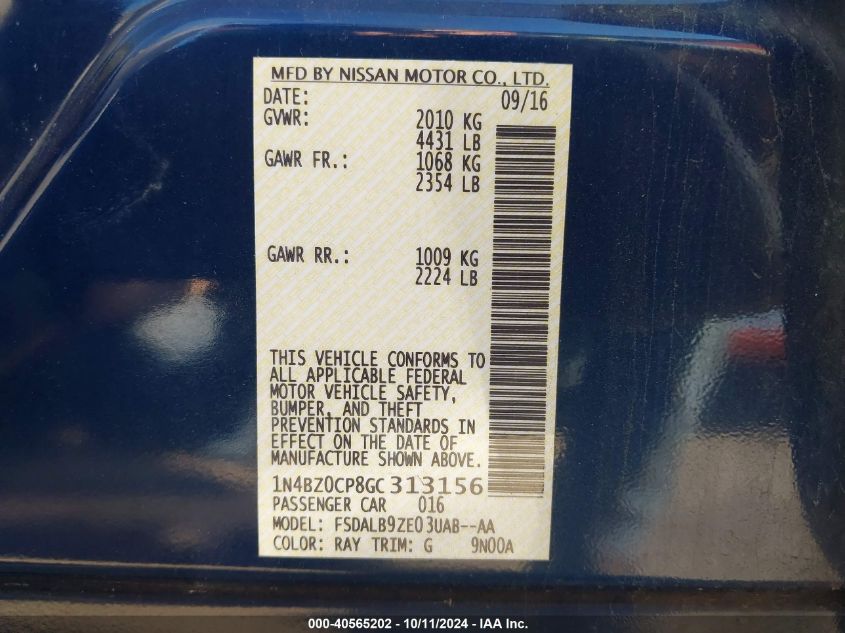 MFD BY NISSAN MOTOR CO., LTD.
DATE: 09/16
GVWR: 2010 KG
4431 LB
GAWR FR.: 1068 KG
2354 LB
GAWR RR.: 1009 KG
2224 LB
THIS VEHICLE CONFORMS TO
ALL APPLICABLE FEDERAL
MOTOR VEHICLE SAFETY,
BUMPER, AND THEFT
PREVENTION STANDARDS IN
EFFECT ON THE DATE OF
MANUFACTURE SHOWN ABOVE.
1N4BZ0CP8GC313156
PASSENGER CAR 016
MODEL: FSDALB9ZE03UAB--AA
COLOR: RAY TRIM: G 9N00A
000-40565202 - 10/11/2024 - IAA Inc.